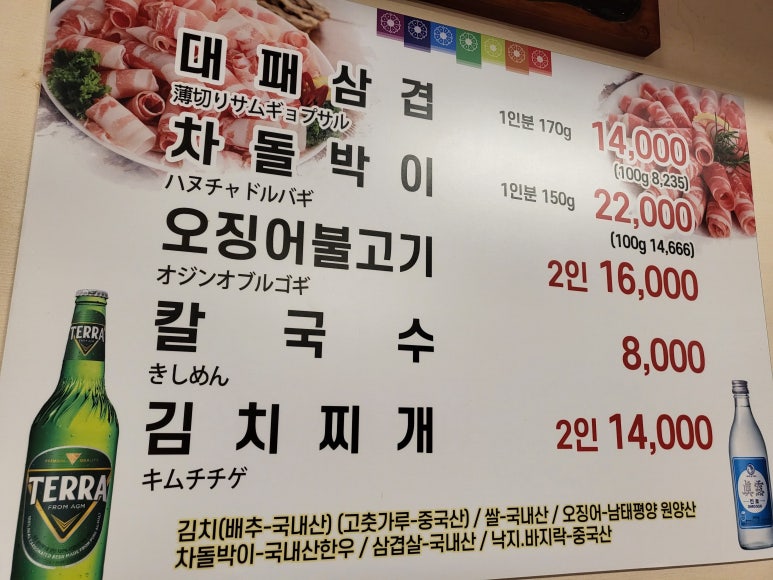 대패삼겹 1인분 170g 14,000
薄切りサムギョプサル (100g 8,235)
차돌박이 1인분 150g 22,000
ハヌチャドルバギ (100g 14,666)
오징어불고기 2인 16,000
オジンオブルゴギ
칼국수 8,000
きしめん
김치찌개 2인 14,000
キムチチゲ
TERRA
TERRA
FROM AGM
眞露
김치(배추-국내산) (고춧가루-중국산) / 쌀-국내산 / 오징어-남태평양 원양산
차돌박이-국내산한우 / 삼겹살-국내산 / 낙지.바지락-중국산